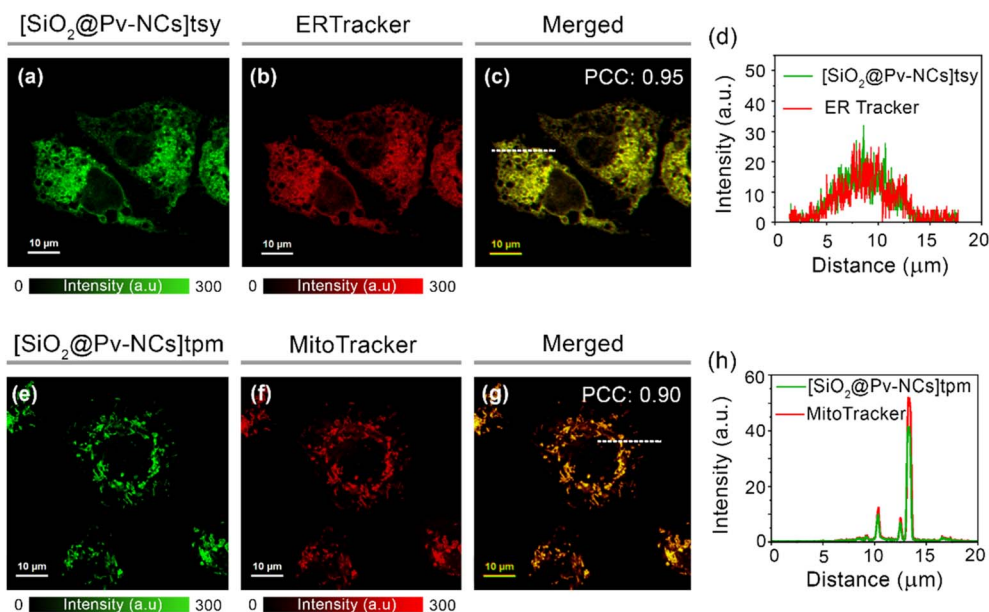 [SiO₂@Pv-NCs]tsy
ERTracker
Merged
(a)
(b)
(c)
PCC: 0.95
10 µm
10 µm
10 µm
0 Intensity (a.u) 300
0 Intensity (a.u) 300
(d)
[SiO₂@Pv-NCs]tsy
ER Tracker
Intensity (a.u.)
50
40
30
20
10
0
0 5 10 15 20
Distance (µm)
[SiO₂@Pv-NCs]tpm
MitoTracker
Merged
(e)
(f)
(g)
PCC: 0.90
10 µm
10 µm
10 µm
0 Intensity (a.u) 300
0 Intensity (a.u) 300
(h)
[SiO₂@Pv-NCs]tpm
MitoTracker
Intensity (a.u.)
60
40
20
0
0 5 10 15 20
Distance (µm)